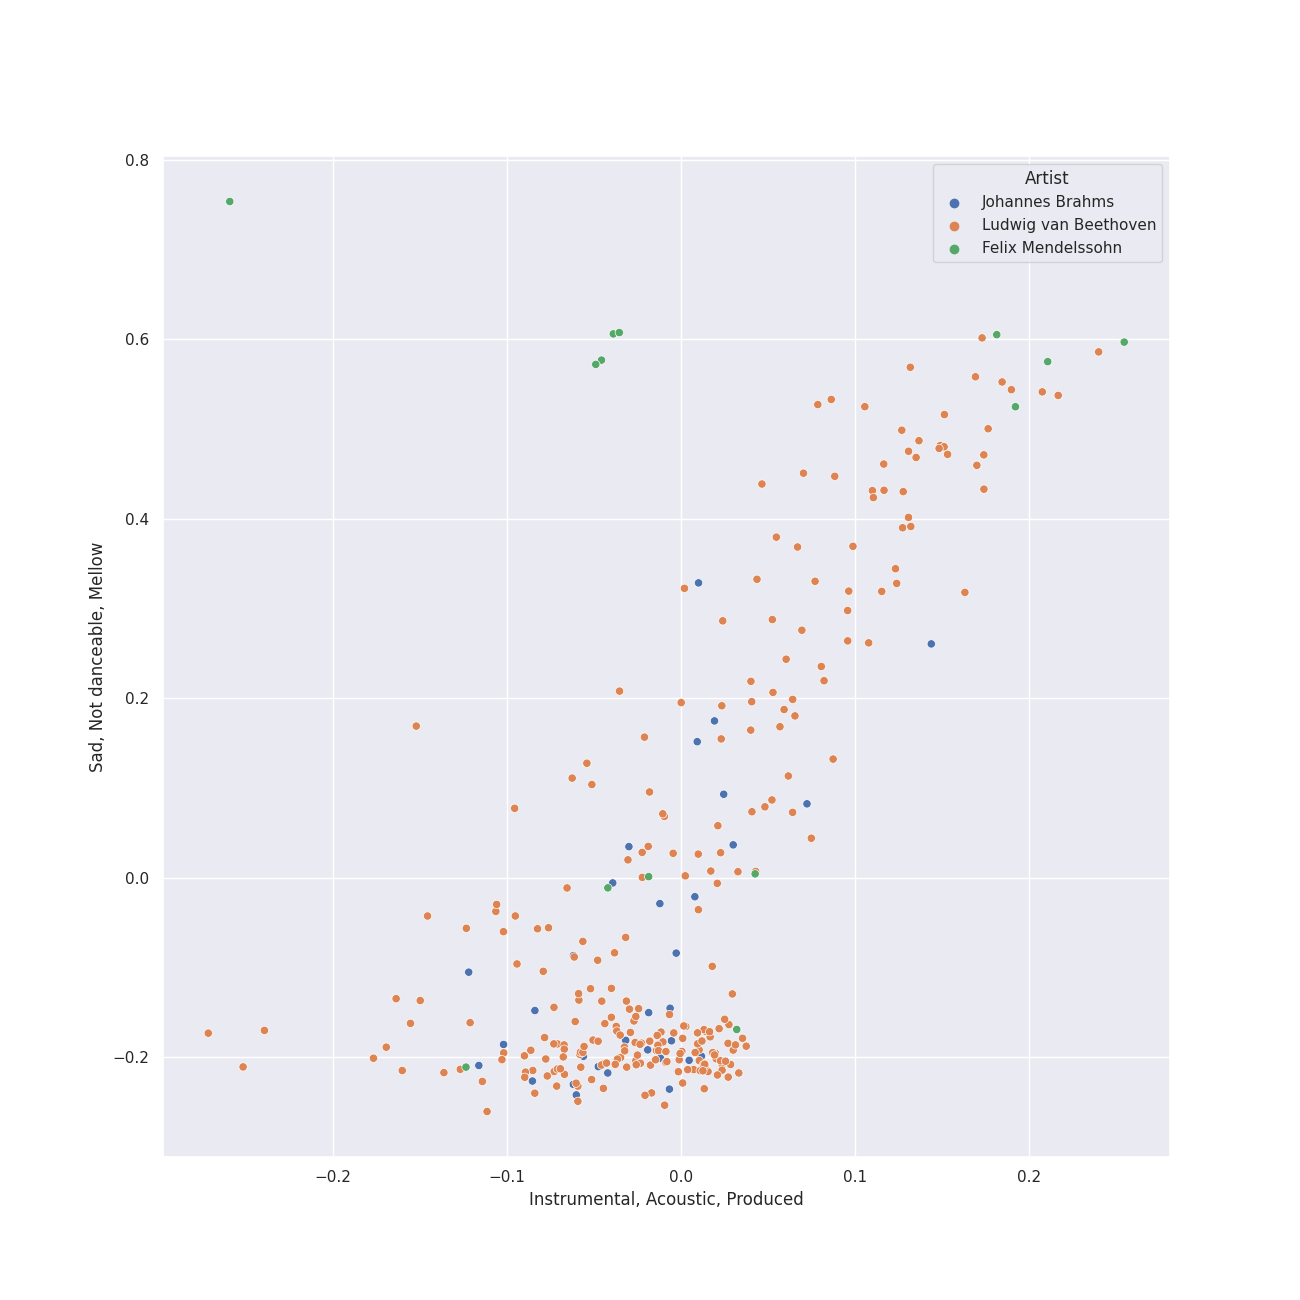 Artist
Johannes Brahms
Ludwig van Beethoven
Felix Mendelssohn
Sad, Not danceable, Mellow
0.8
0.6
0.4
0.2
0.0
−0.2
−0.2
−0.1
0.0
0.1
0.2
Instrumental, Acoustic, Produced